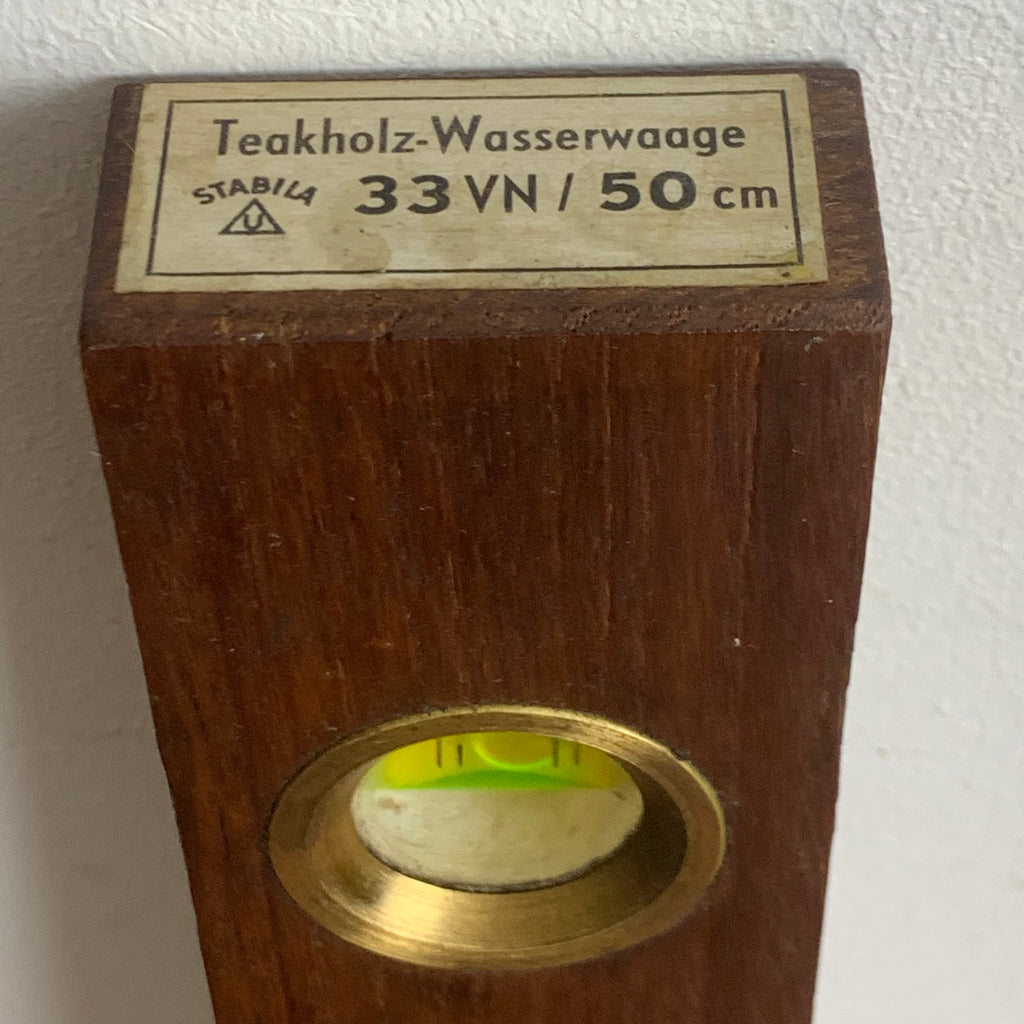 Teakholz-Wasserwaage
STABILA 33 VN / 50 cm
U